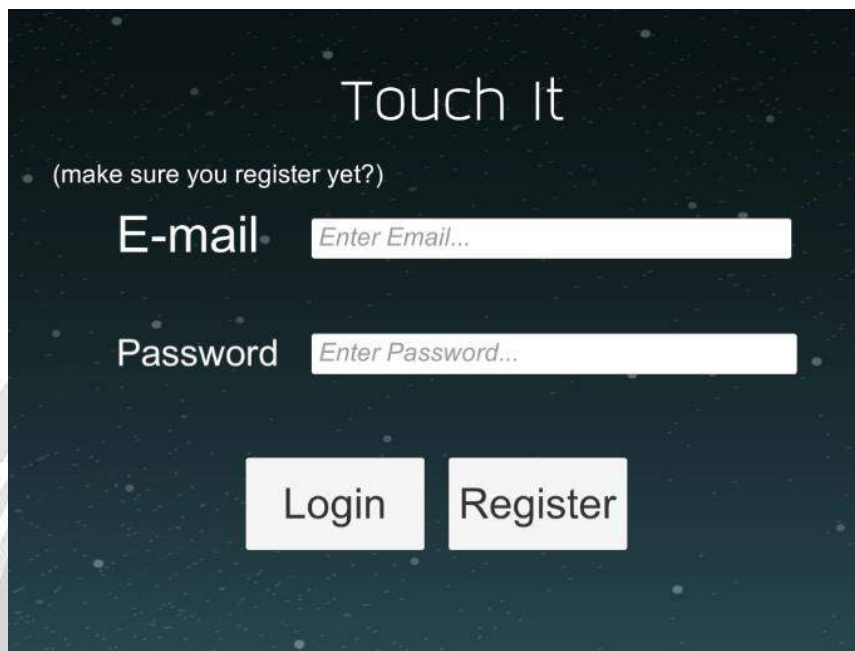 Touch It
(make sure you register yet?)
E-mail Enter Email...
Password Enter Password...
Login Register